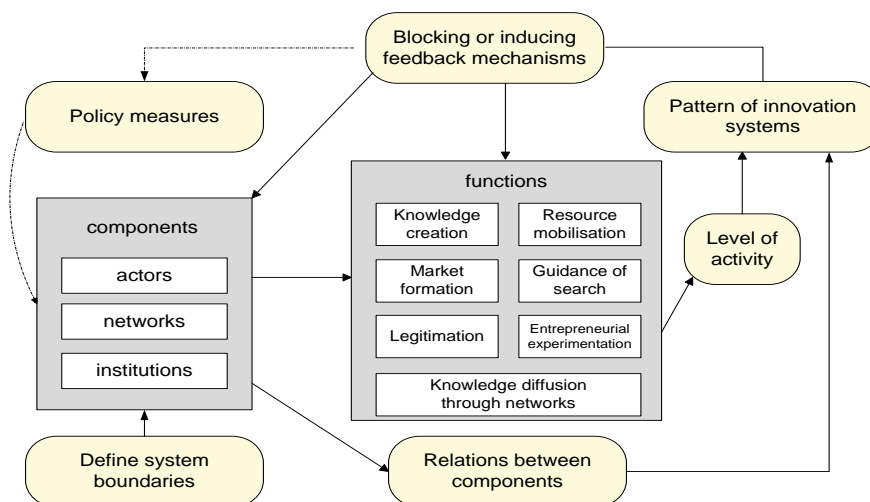 Blocking or inducing
feedback mechanisms
Policy measures
Pattern of innovation
systems
functions
Knowledge
creation
Resource
mobilisation
components
Level of
activity
actors
Market
formation
Guidance of
search
networks
Legitimation
Entrepreneurial
experimentation
institutions
Knowledge diffusion
through networks
Define system
boundaries
Relations between
components